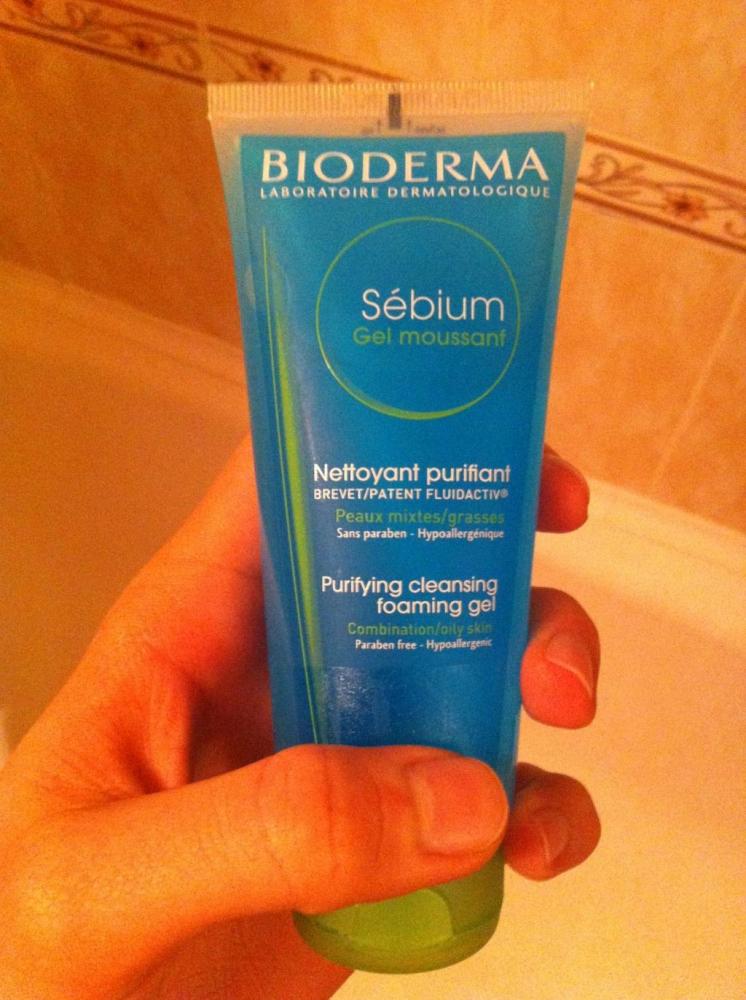 BIODERMA
LABORATOIRE DERMATOLOGIQUE
Sébium
Gel moussant
Nettoyant purifiant
BREVET/PATENT FLUIDACTIV®
Peaux mixtes/grasses
Sans paraben - Hypoallergénique
Purifying cleansing
foaming gel
Combination/oily skin
Paraben free - Hypoallergenic